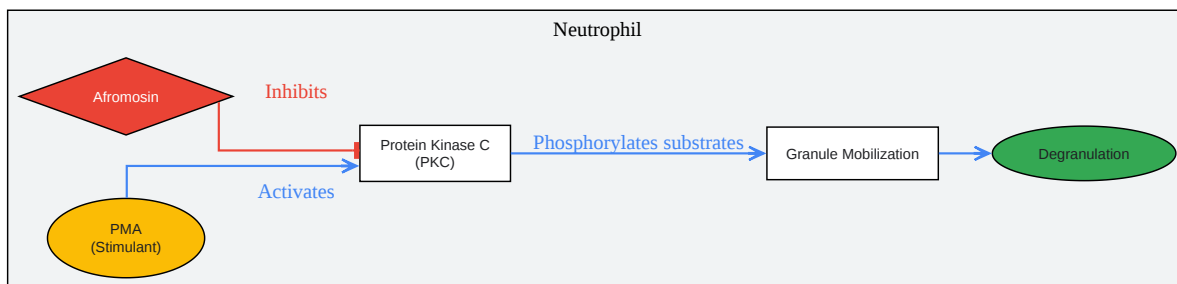 Neutrophil
Afromosin
Inhibits
Protein Kinase C
(PKC)
Phosphorylates substrates
Granule Mobilization
Degranulation
Activates
PMA
(Stimulant)